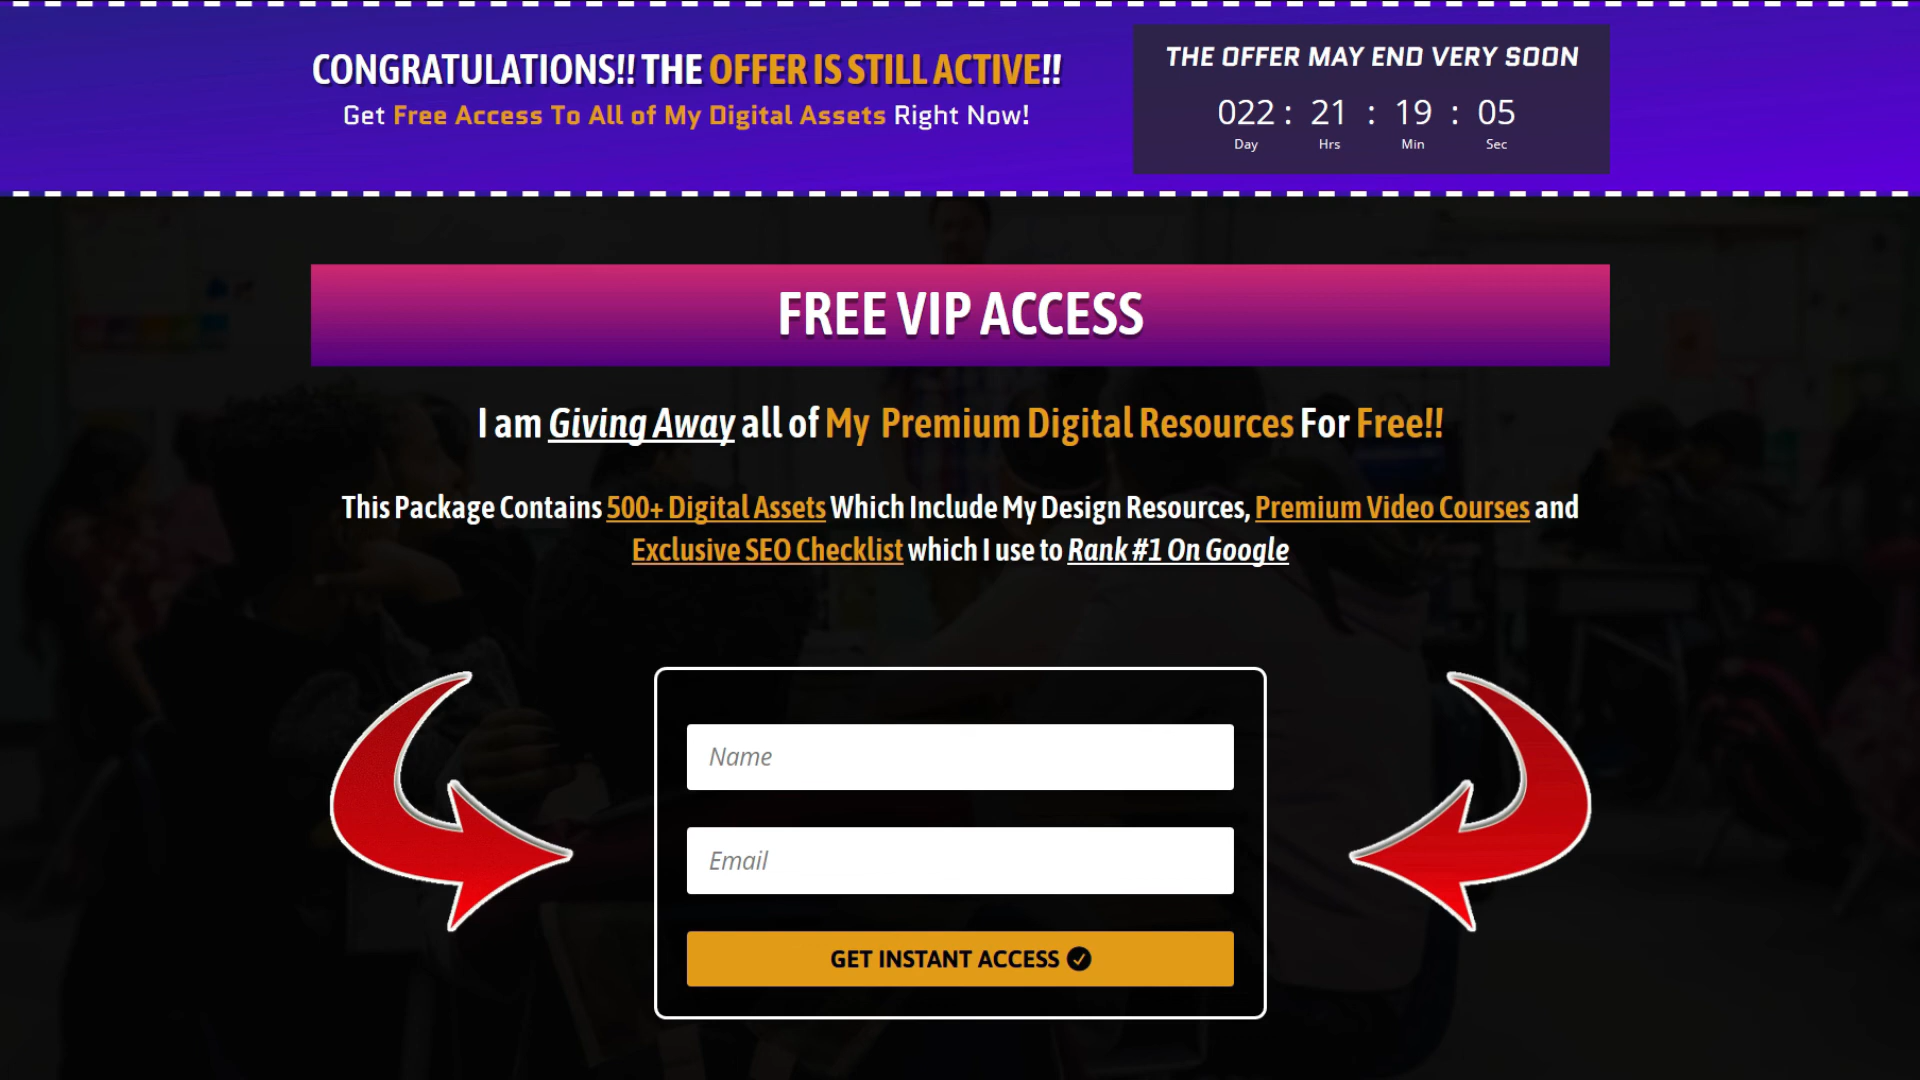 CONGRATULATIONS!! THE OFFER IS STILL ACTIVE!!
Get Free Access To All of My Digital Assets Right Now!
THE OFFER MAY END VERY SOON
022 : 21 : 19 : 05
Day Hrs Min Sec
FREE VIP ACCESS
I am Giving Away all of My Premium Digital Resources For Free!!
This Package Contains 500+ Digital Assets Which Include My Design Resources, Premium Video Courses and
Exclusive SEO Checklist which I use to Rank #1 On Google
Name
Email
GET INSTANT ACCESS